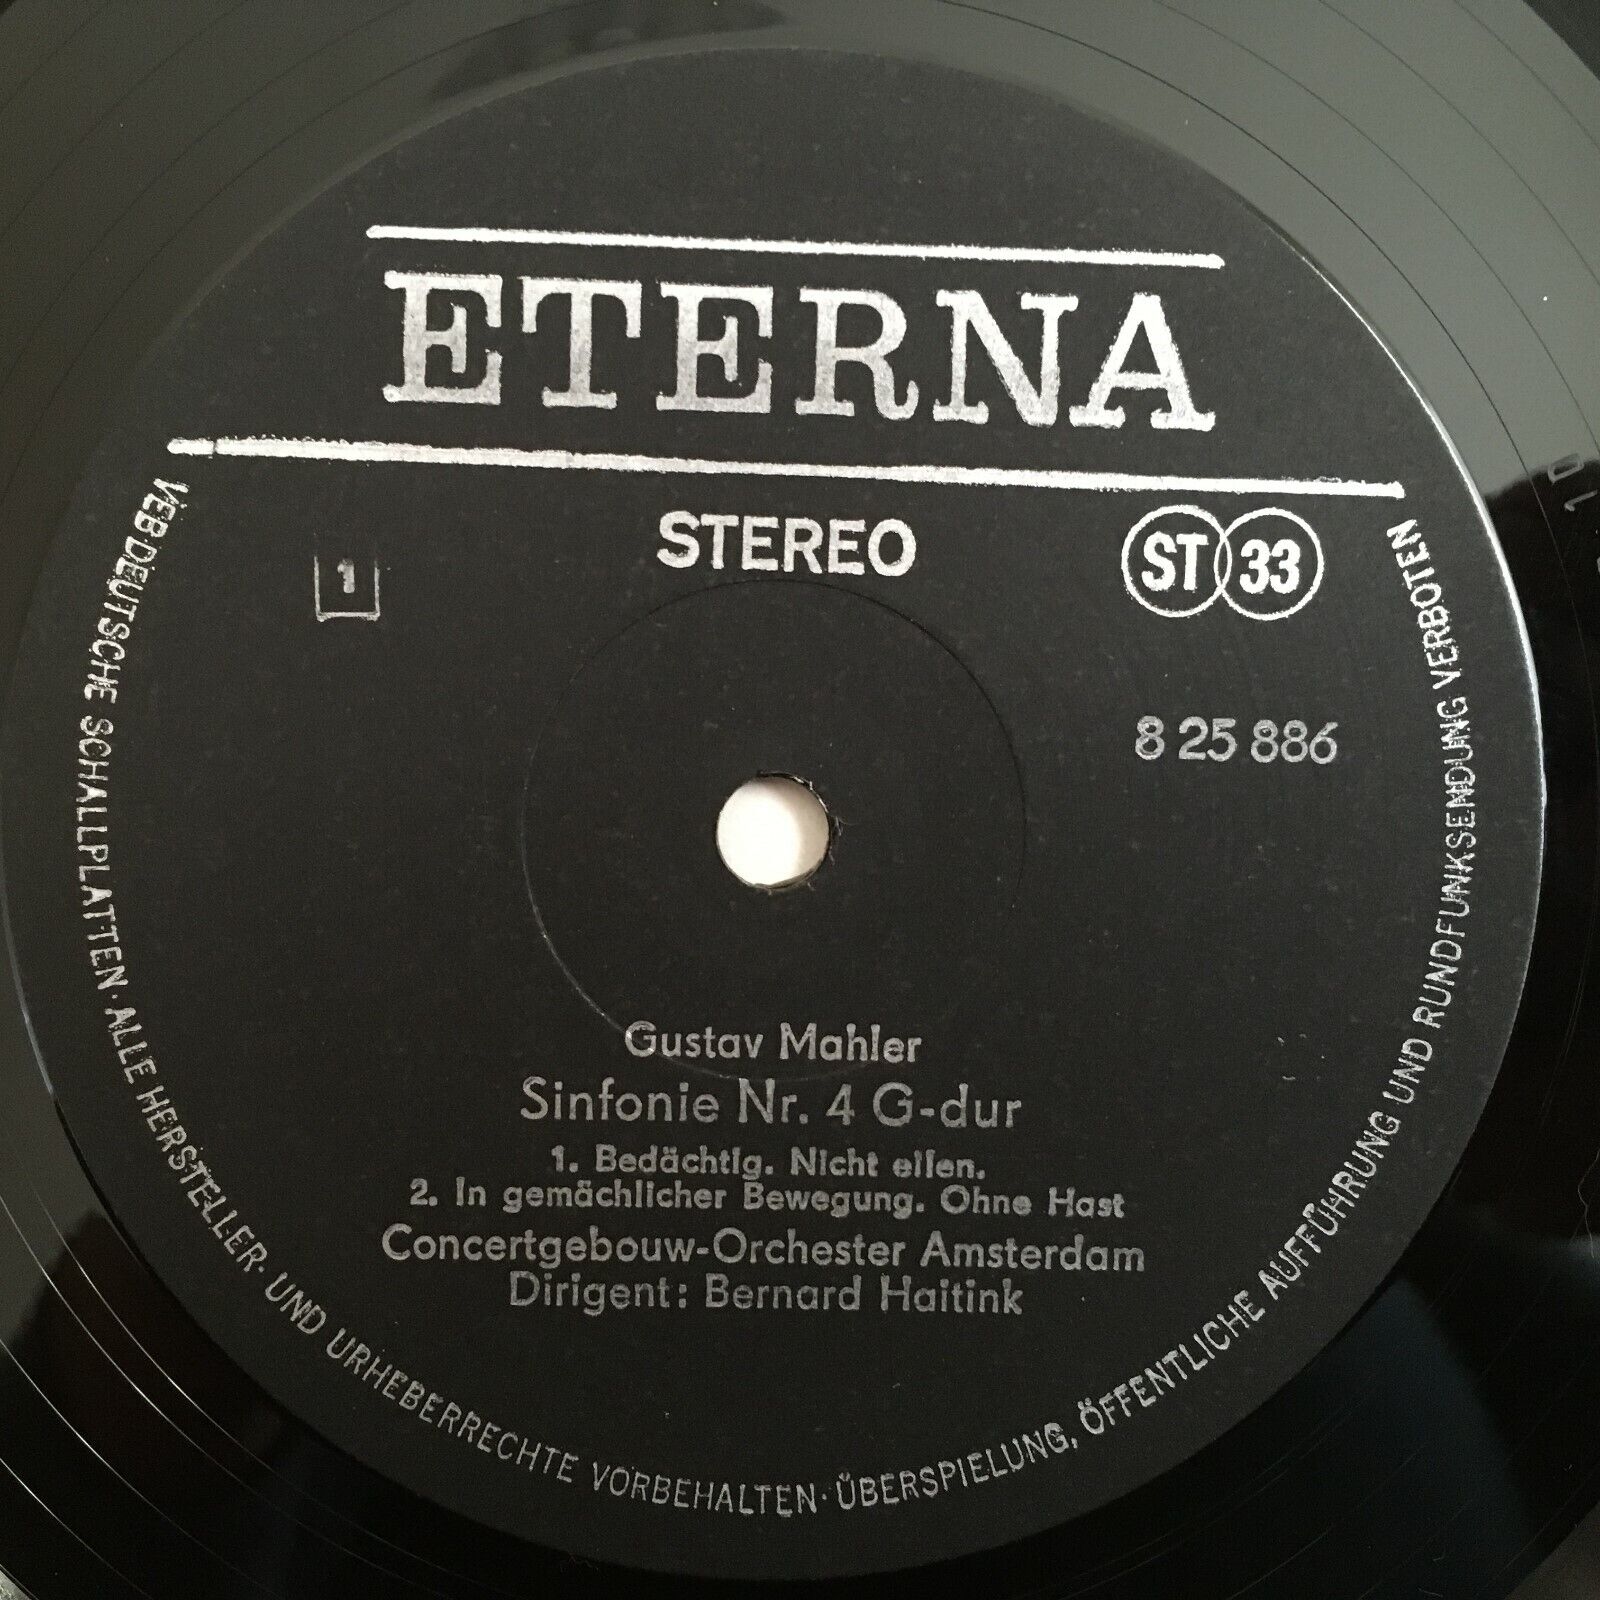 ETERNA
STEREO
ST 33
1
8 25 886
Gustav Mahler
Sinfonie Nr. 4 G-dur
1. Bedächtig. Nicht eilen.
2. In gemächlicher Bewegung. Ohne Hast
Concertgebouw-Orchester Amsterdam
Dirigent: Bernard Haitink
VEB DEUTSCHE SCHALLPLATTEN · ALLE HERSTELLER- UND URHEBERRECHTE VORBEHALTEN · ÜBERSPIELUNG, ÖFFENTLICHE AUFFÜHRUNG UND RUNDFUNKSENDUNG VERBOTEN